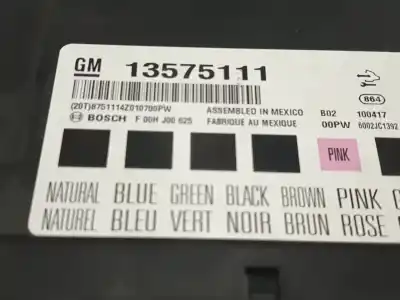 GM 13575111
(20T)8751114Z010700PW ASSEMBLED IN MEXICO B02 100417 864
BOSCH F 00H J00 625 FABRIQUE AU MEXIQUE 00PW 6002JC1392
PINK
NATURAL BLUE GREEN BLACK BROWN PINK
NATUREL BLEU VERT NOIR BRUN ROSE